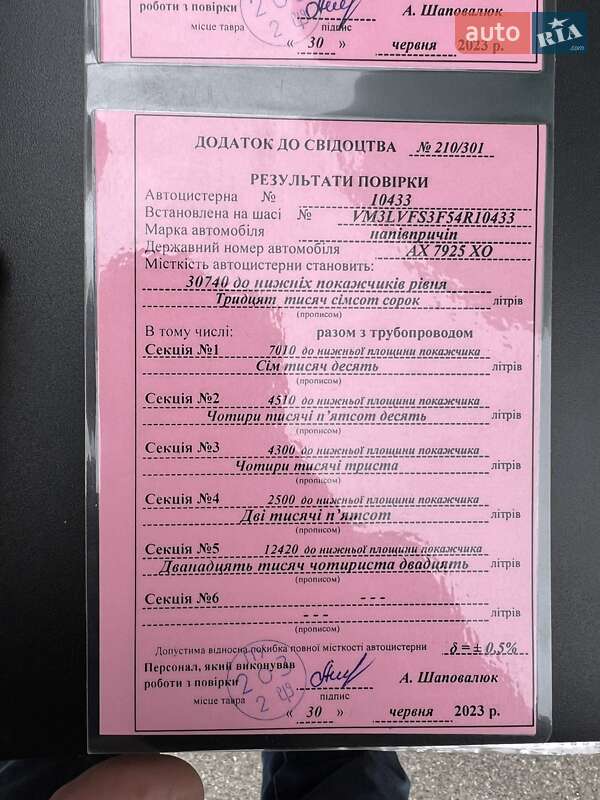 роботи з повірки
А. Шаповалюк
місце тавра
підпис
« 30 » червня 2023 р.
auto RIA .com
ДОДАТОК ДО СВІДОЦТВА № 210/301
РЕЗУЛЬТАТИ ПОВІРКИ
Автоцистерна № 10433
Встановлена на шасі № VM3LVFS3F54R10433
Марка автомобіля напівпричіп
Державний номер автомобіля АХ 7925 ХО
Місткість автоцистерни становить:
30740 до нижніх покажчиків рівня
Тридцят тисяч сімсот сорок літрів
(прописом)
В тому числі: разом з трубопроводом
Секція №1 7010 до нижньої площини покажчика
Сім тисяч десять літрів
(прописом)
Секція №2 4510 до нижньої площини покажчика
Чотири тисячі п’ятсот десять літрів
(прописом)
Секція №3 4300 до нижньої площини покажчика
Чотири тисячі триста літрів
(прописом)
Секція №4 2500 до нижньої площини покажчика
Дві тисячі п’ятсот літрів
(прописом)
Секція №5 12420 до нижньої площини покажчика
Дванадцять тисяч чотириста двадцять літрів
(прописом)
Секція №6 - - -
- - - літрів
(прописом)
Допустима відносна похибка повної місткості автоцистерни δ = ± 0,5%
Персонал, який виконував
роботи з повірки
А. Шаповалюк
місце тавра
підпис
« 30 » червня 2023 р.